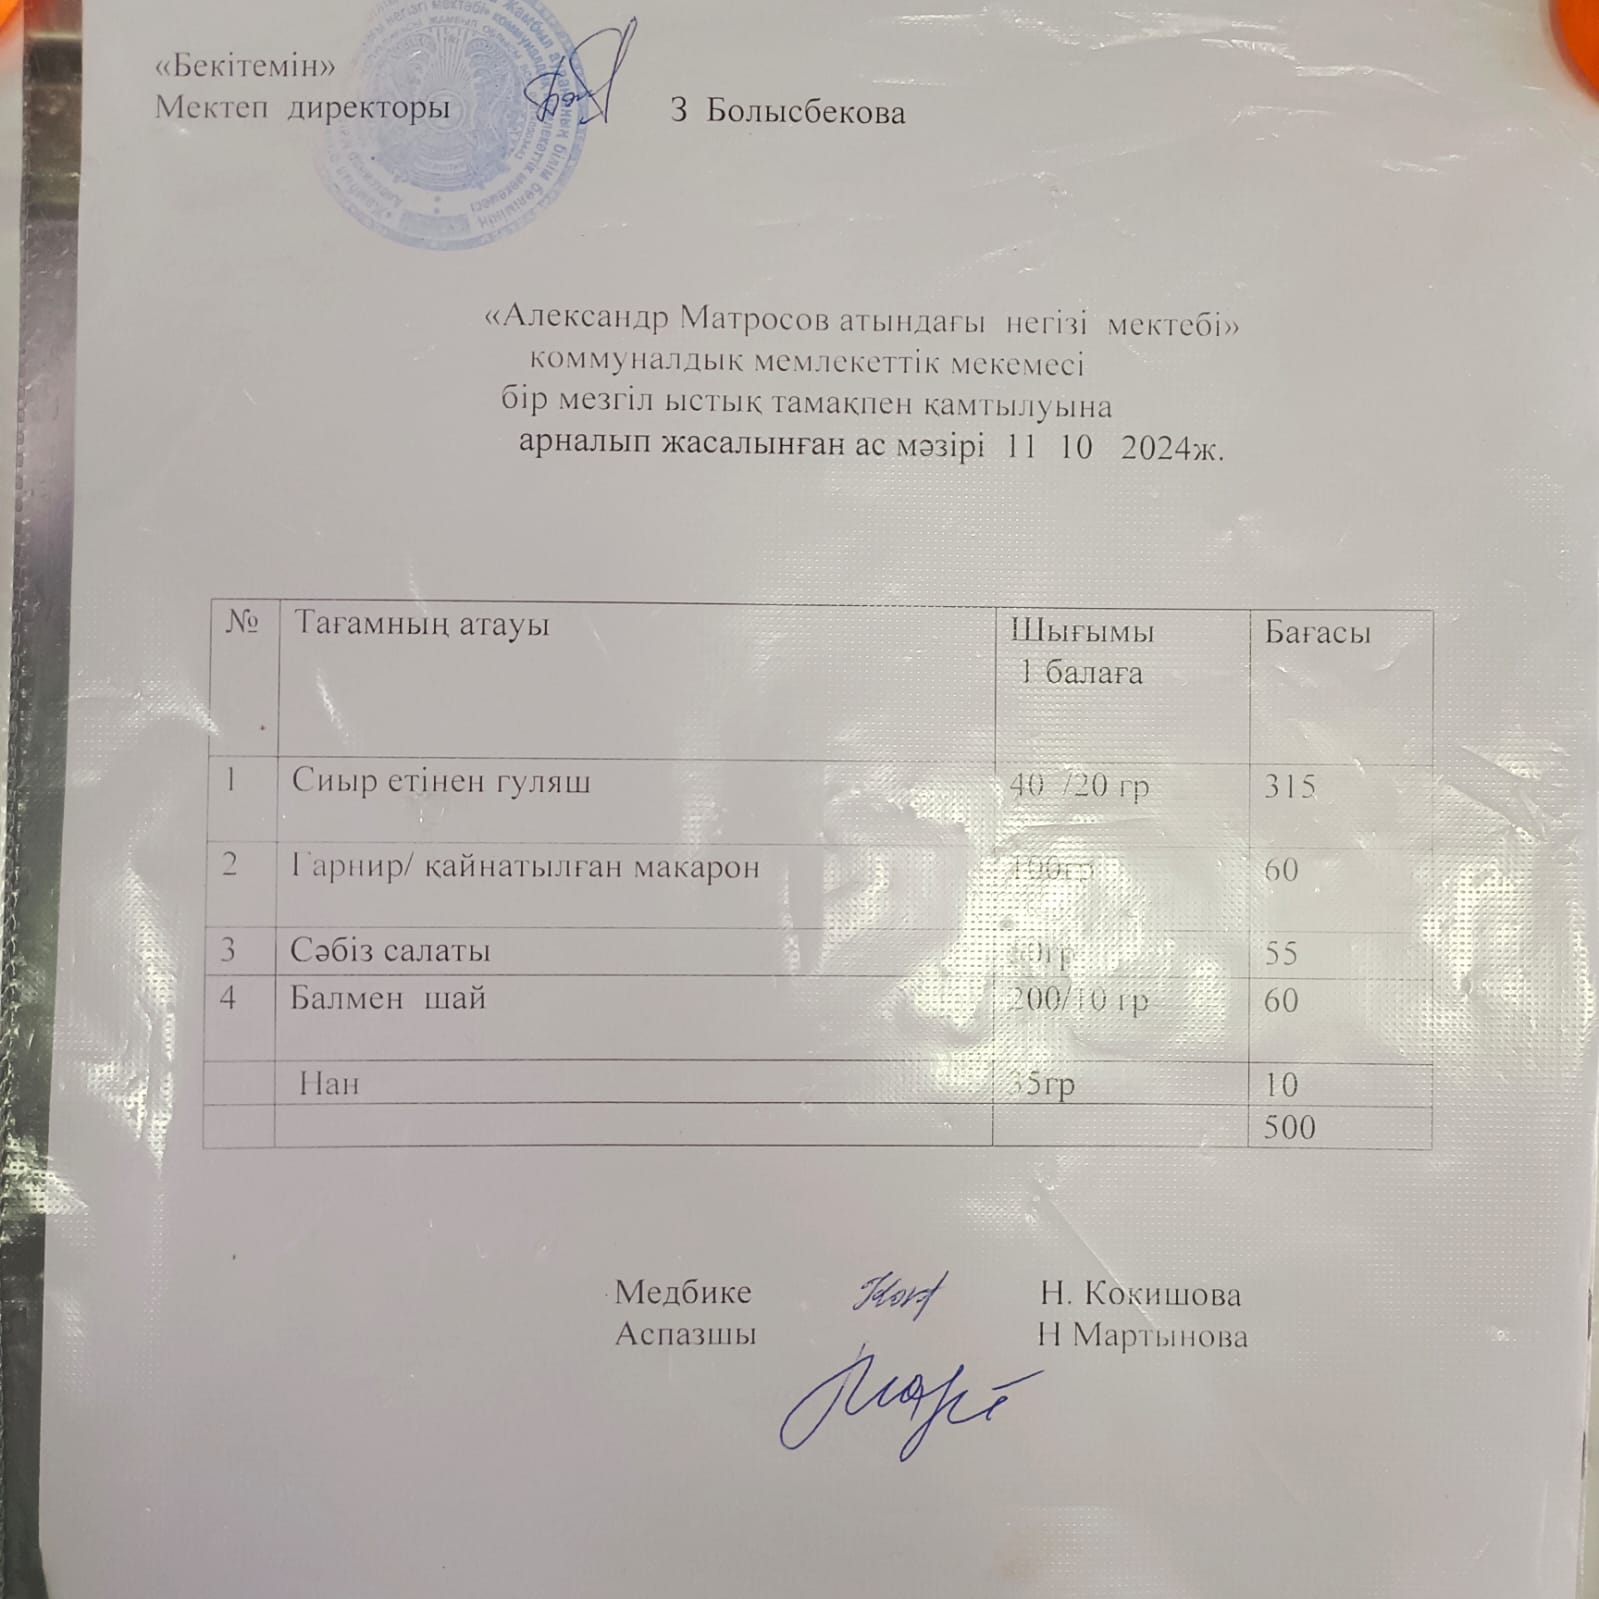 «Бекітемін»
Мектеп директоры З Болысбекова
«Александр Матросов атындағы негізі мектебі»
коммуналдық мемлекеттік мекемесі
бір мезгіл ыстық тамақпен қамтылуына
арналып жасалынған ас мәзірі 11 10 2024ж.
№ Тағамның атауы Шығымы Бағасы
1 балаға
1 Сиыр етінен гуляш 40 /20 гр 315
2 Гарнир/ қайнатылған макарон 100гр 60
3 Сәбіз салаты 55
4 Балмен шай 200/10 гр 60
Нан 35гр 10
500
Медбике Н. Кокишова
Аспазшы Н Мартынова